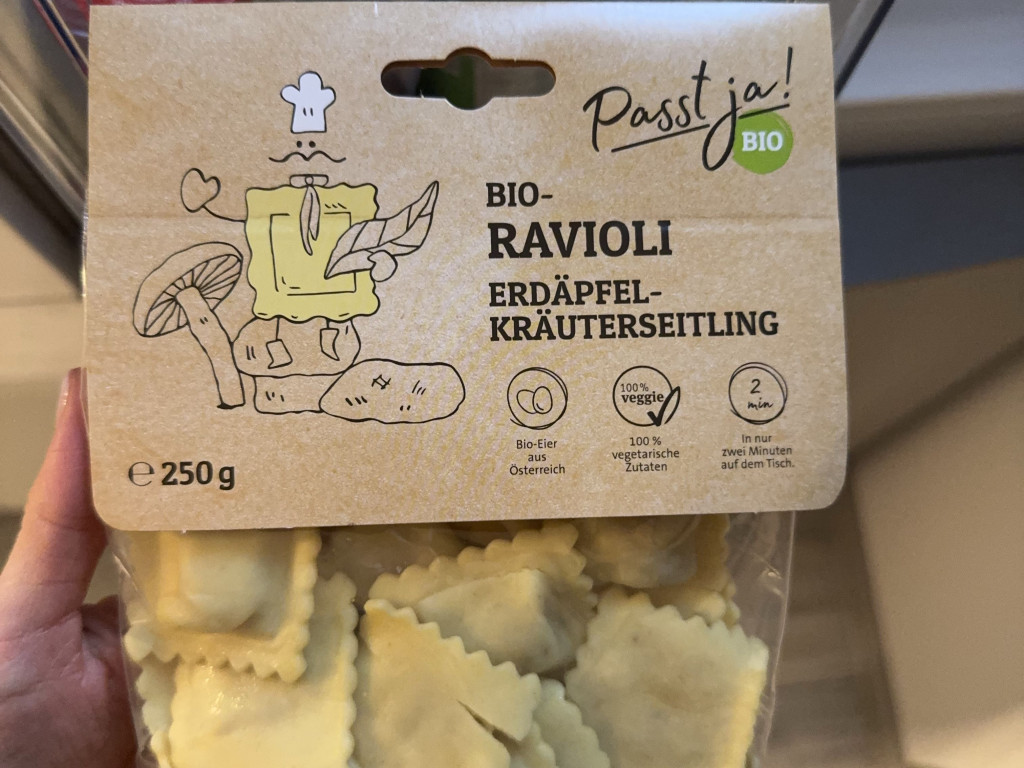 Passt ja!
BIO
BIO-
RAVIOLI
ERDÄPFEL-
KRÄUTERSEITLING
100%
veggie
2
min
Bio-Eier
aus
Österreich
100 %
vegetarische
Zutaten
In nur
zwei Minuten
auf dem Tisch.
℮ 250 g